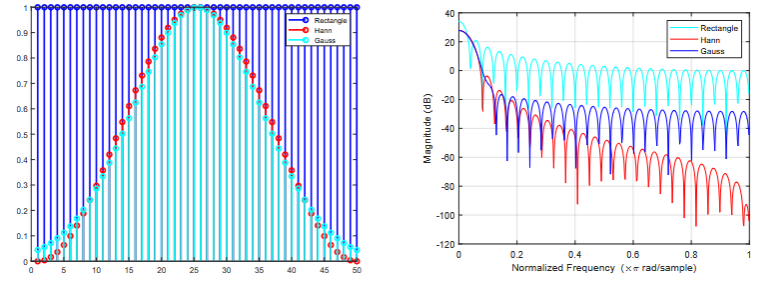 1
0.9
0.8
0.7
0.6
0.5
0.4
0.3
0.2
0.1
0
0 5 10 15 20 25 30 35 40 45 50
Rectangle
Hann
Gauss
40
20
0
-20
-40
-60
-80
-100
-120
Magnitude (dB)
0 0.2 0.4 0.6 0.8 1
Normalized Frequency (×π rad/sample)
Rectangle
Hann
Gauss